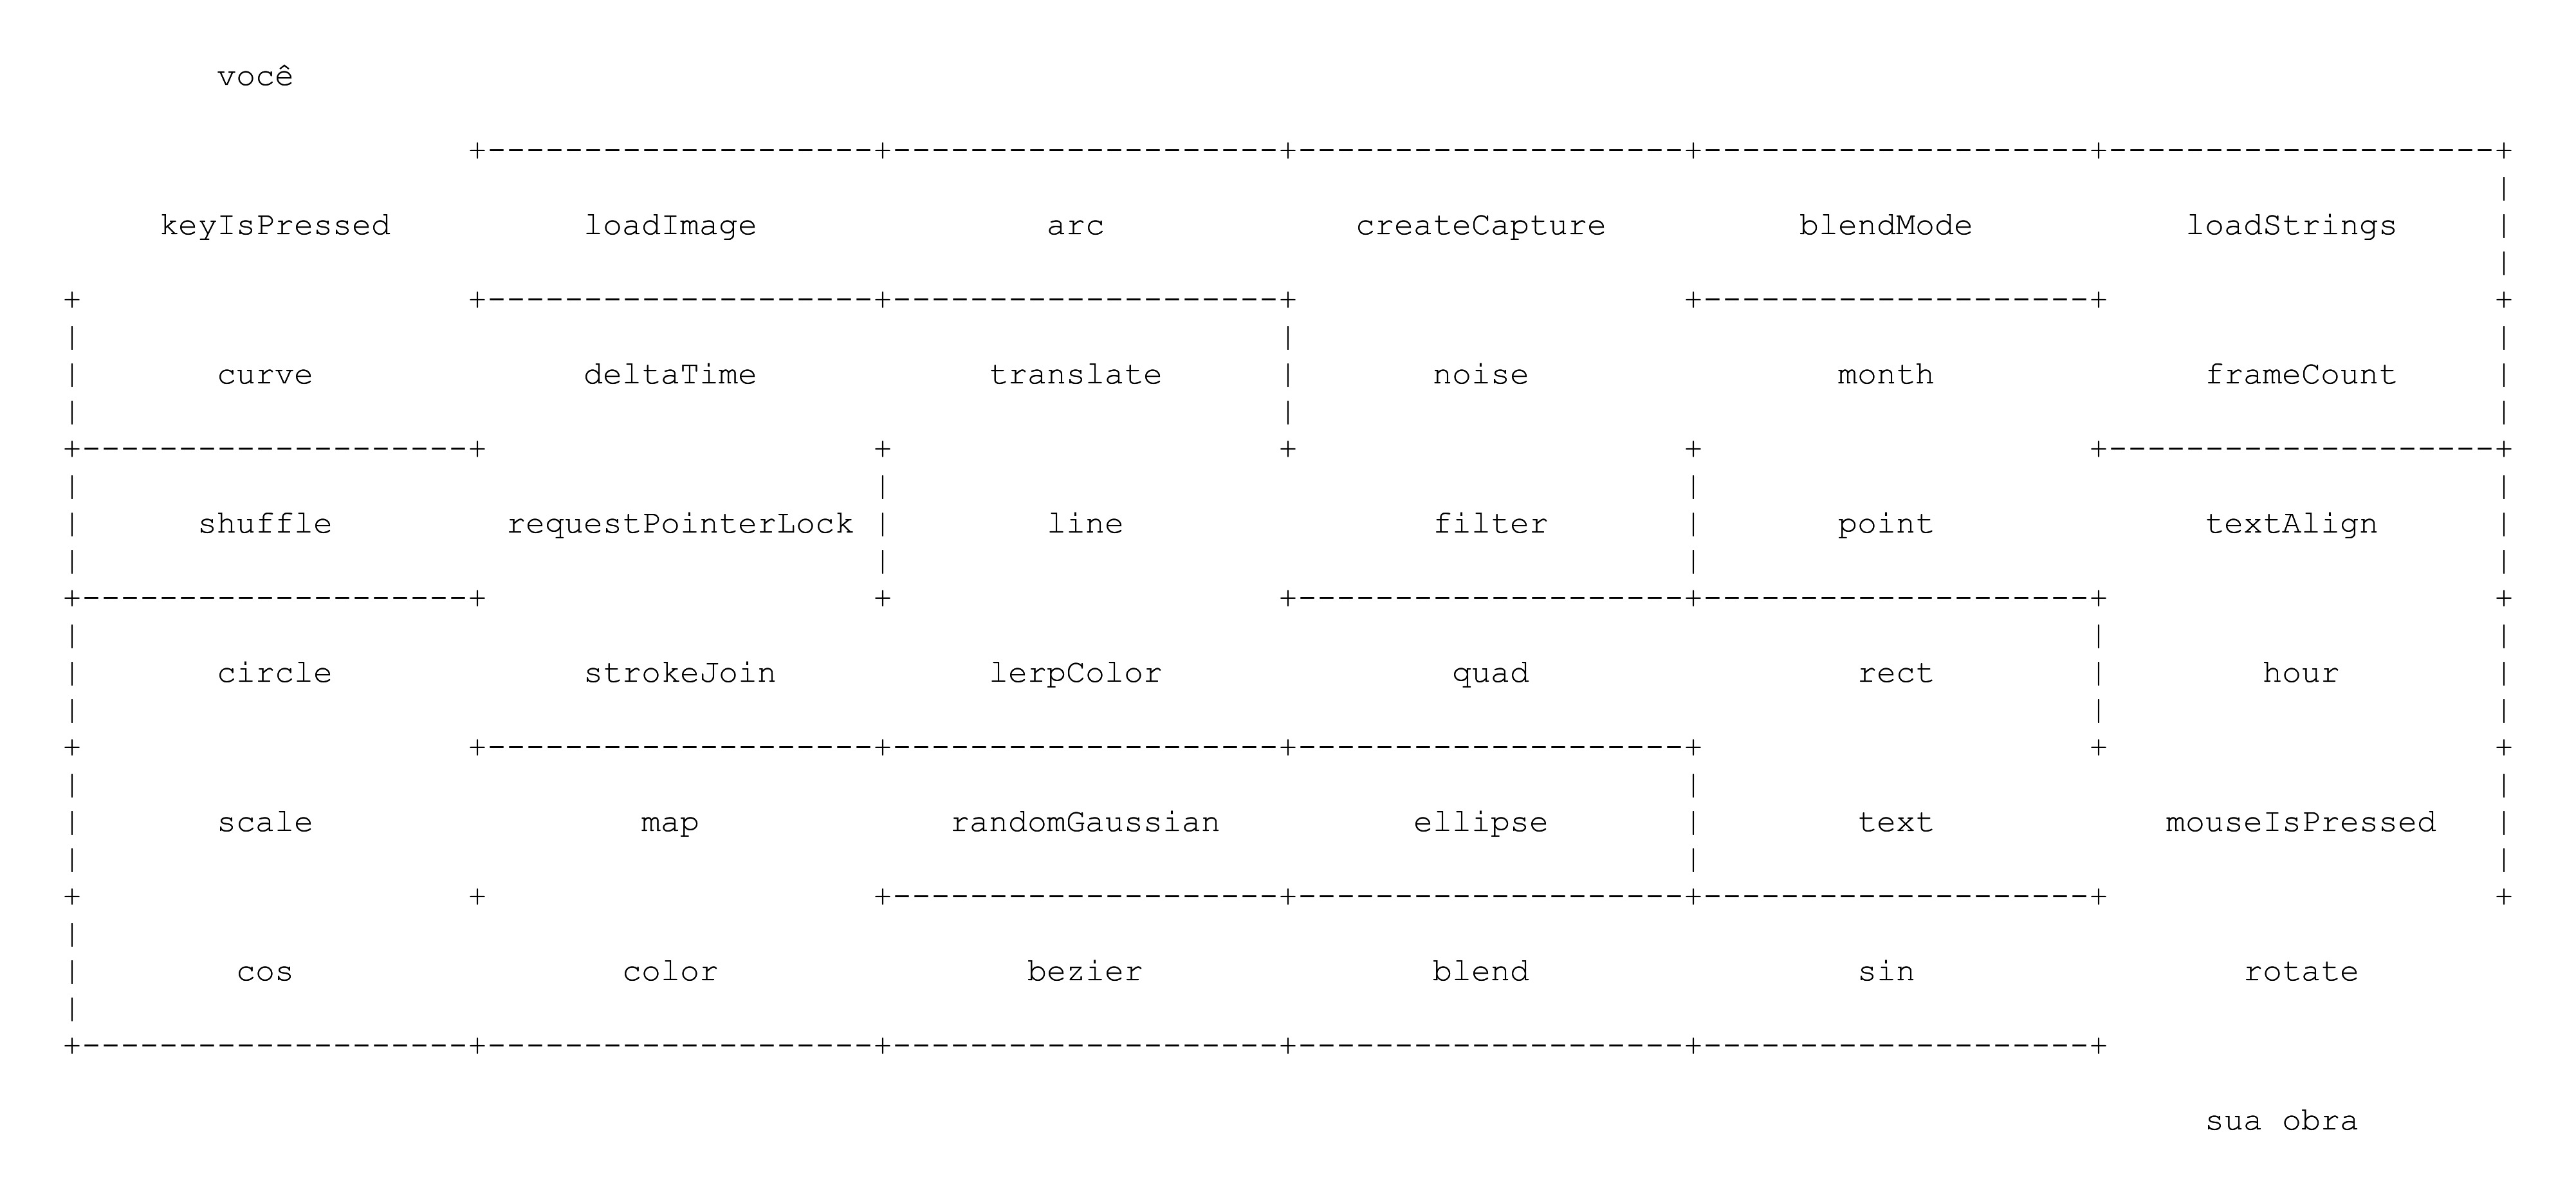 você
keyIsPressed loadImage arc createCapture blendMode loadStrings
curve deltaTime translate noise month frameCount
shuffle requestPointerLock line filter point textAlign
circle strokeJoin lerpColor quad rect hour
scale map randomGaussian ellipse text mouseIsPressed
cos color bezier blend sin rotate
sua obra